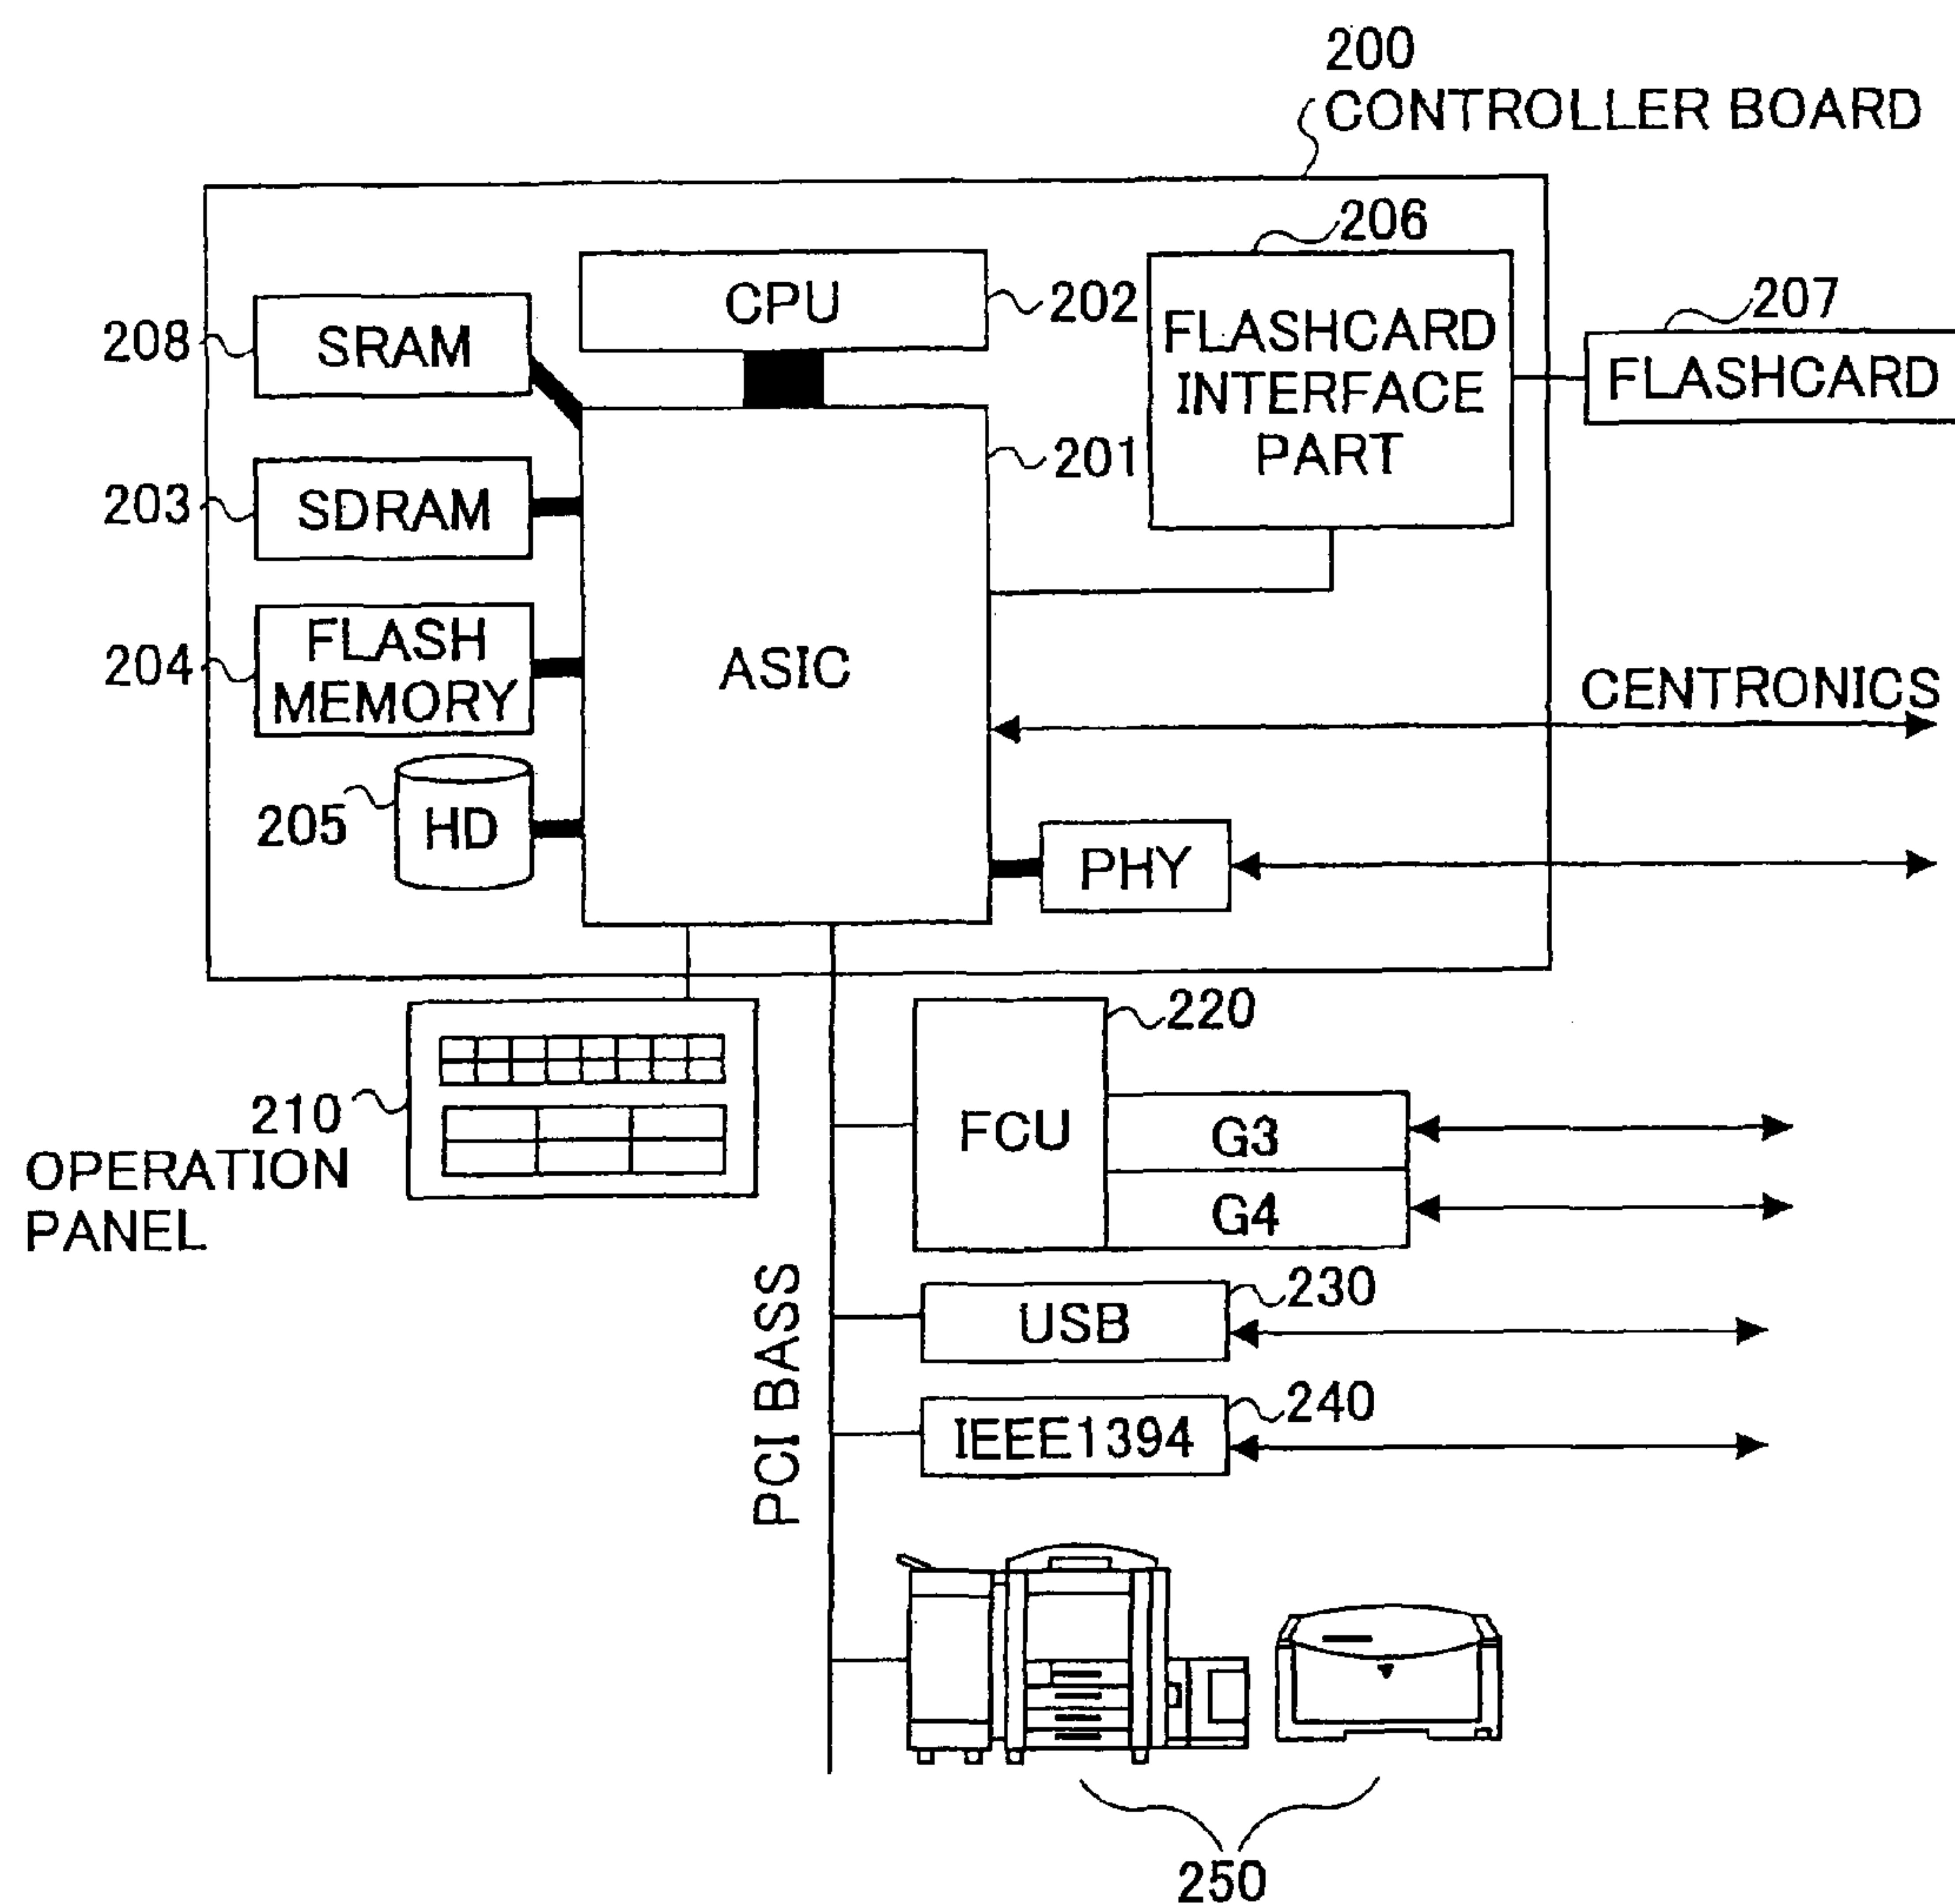 200
CONTROLLER BOARD
206
207
CPU
202
208
SRAM
FLASHCARD
INTERFACE
PART
FLASHCARD
201
203
SDRAM
204
FLASH
MEMORY
ASIC
CENTRONICS
205
HD
PHY
220
210
OPERATION
PANEL
FCU
G3
G4
PCI BASS
230
USB
240
IEEE1394
250